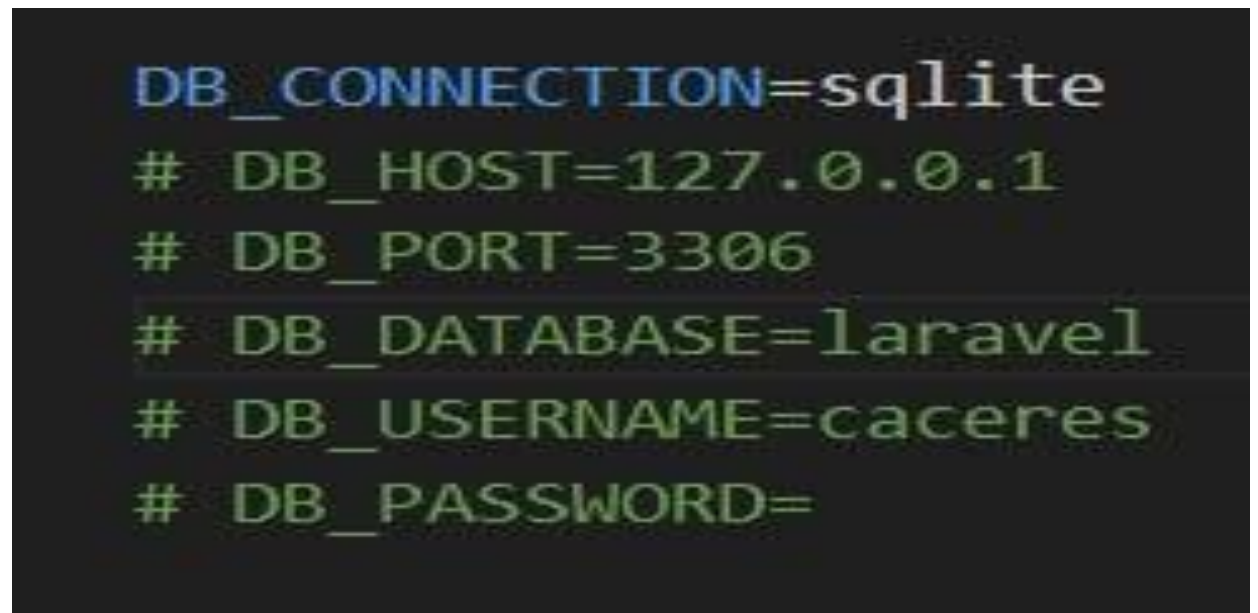 DB_CONNECTION=sqlite
# DB_HOST=127.0.0.1
# DB_PORT=3306
# DB_DATABASE=laravel
# DB_USERNAME=caceres
# DB_PASSWORD=